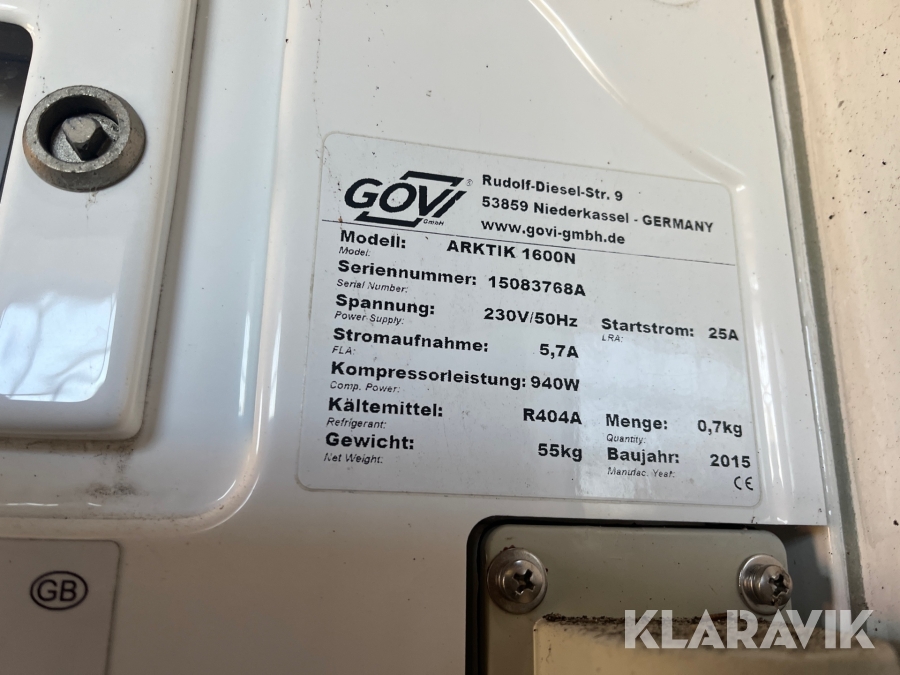 GOVI ®
GmbH
Rudolf-Diesel-Str. 9
53859 Niederkassel - GERMANY
www.govi-gmbh.de
Modell: ARKTIK 1600N
Model:
Seriennummer: 15083768A
Serial Number:
Spannung: 230V/50Hz Startstrom: 25A
Power Supply: LRA:
Stromaufnahme: 5,7A
FLA:
Kompressorleistung: 940W
Comp. Power:
Kältemittel: R404A Menge: 0,7kg
Refrigerant: Quantity:
Gewicht: 55kg Baujahr: 2015
Net Weight: Manufac. Year:
CE
GB
KLARAVIK